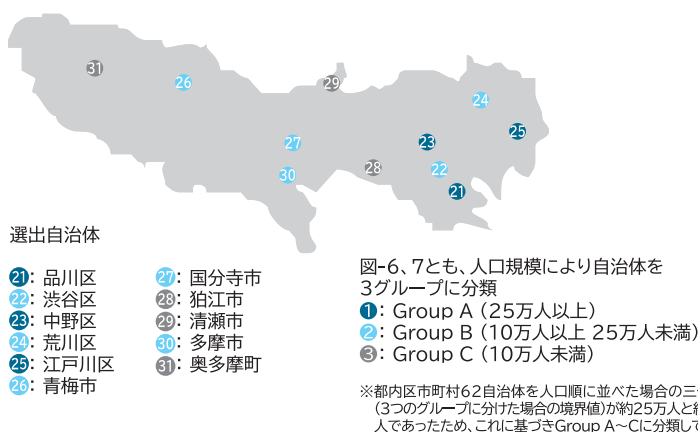 31
26
29
24
25
23
27
28
22
30
21
選出自治体
21：品川区
22：渋谷区
23：中野区
24：荒川区
25：江戸川区
26：青梅市
27：国分寺市
28：狛江市
29：清瀬市
30：多摩市
31：奥多摩町
図-6、7とも、人口規模により自治体を
3グループに分類
1：Group A（25万人以上）
2：Group B（10万人以上 25万人未満）
3：Group C（10万人未満）
※都内区市町村62自治体を人口順に並べた場合の三
（3つのグループに分けた場合の境界値）が約25万人と
人であったため、これに基づきGroup A～Cに分類して